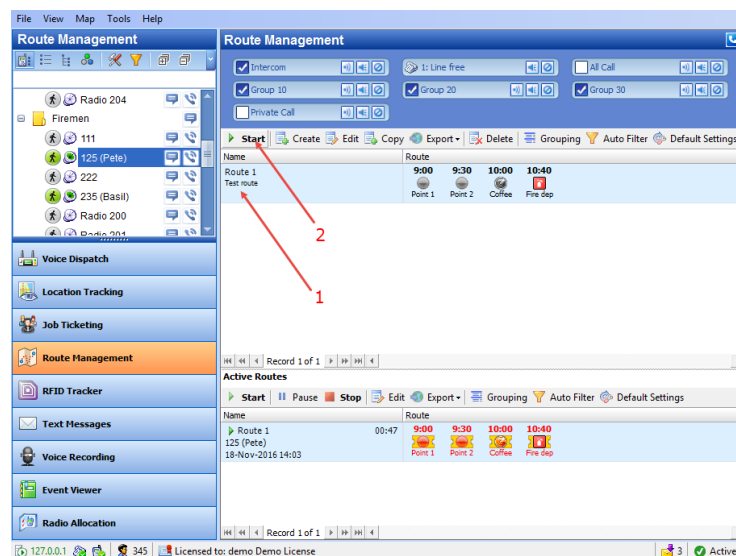 File View Map Tools Help
Route Management
Route Management
Intercom
1: Line free
All Call
Group 10
Group 20
Group 30
Private Call
Radio 204
Firemen
111
125 (Pete)
222
235 (Basil)
Radio 200
Radio 201
Start Create Edit Copy Export Delete Grouping Auto Filter Default Settings
Name Route
Route 1
Test route
9:00 9:30 10:00 10:40
Point 1 Point 2 Coffee Fire dep
2
1
Voice Dispatch
Location Tracking
Job Ticketing
Route Management
RFID Tracker
Text Messages
Voice Recording
Event Viewer
Radio Allocation
Record 1 of 1
Active Routes
Start Pause Stop Edit Export Grouping Auto Filter Default Settings
Name Route
Route 1 00:47
125 (Pete)
18-Nov-2016 14:03
9:00 9:30 10:00 10:40
Point 1 Point 2 Coffee Fire dep
Record 1 of 1
127.0.0.1 345 Licensed to: demo Demo License 3 Active